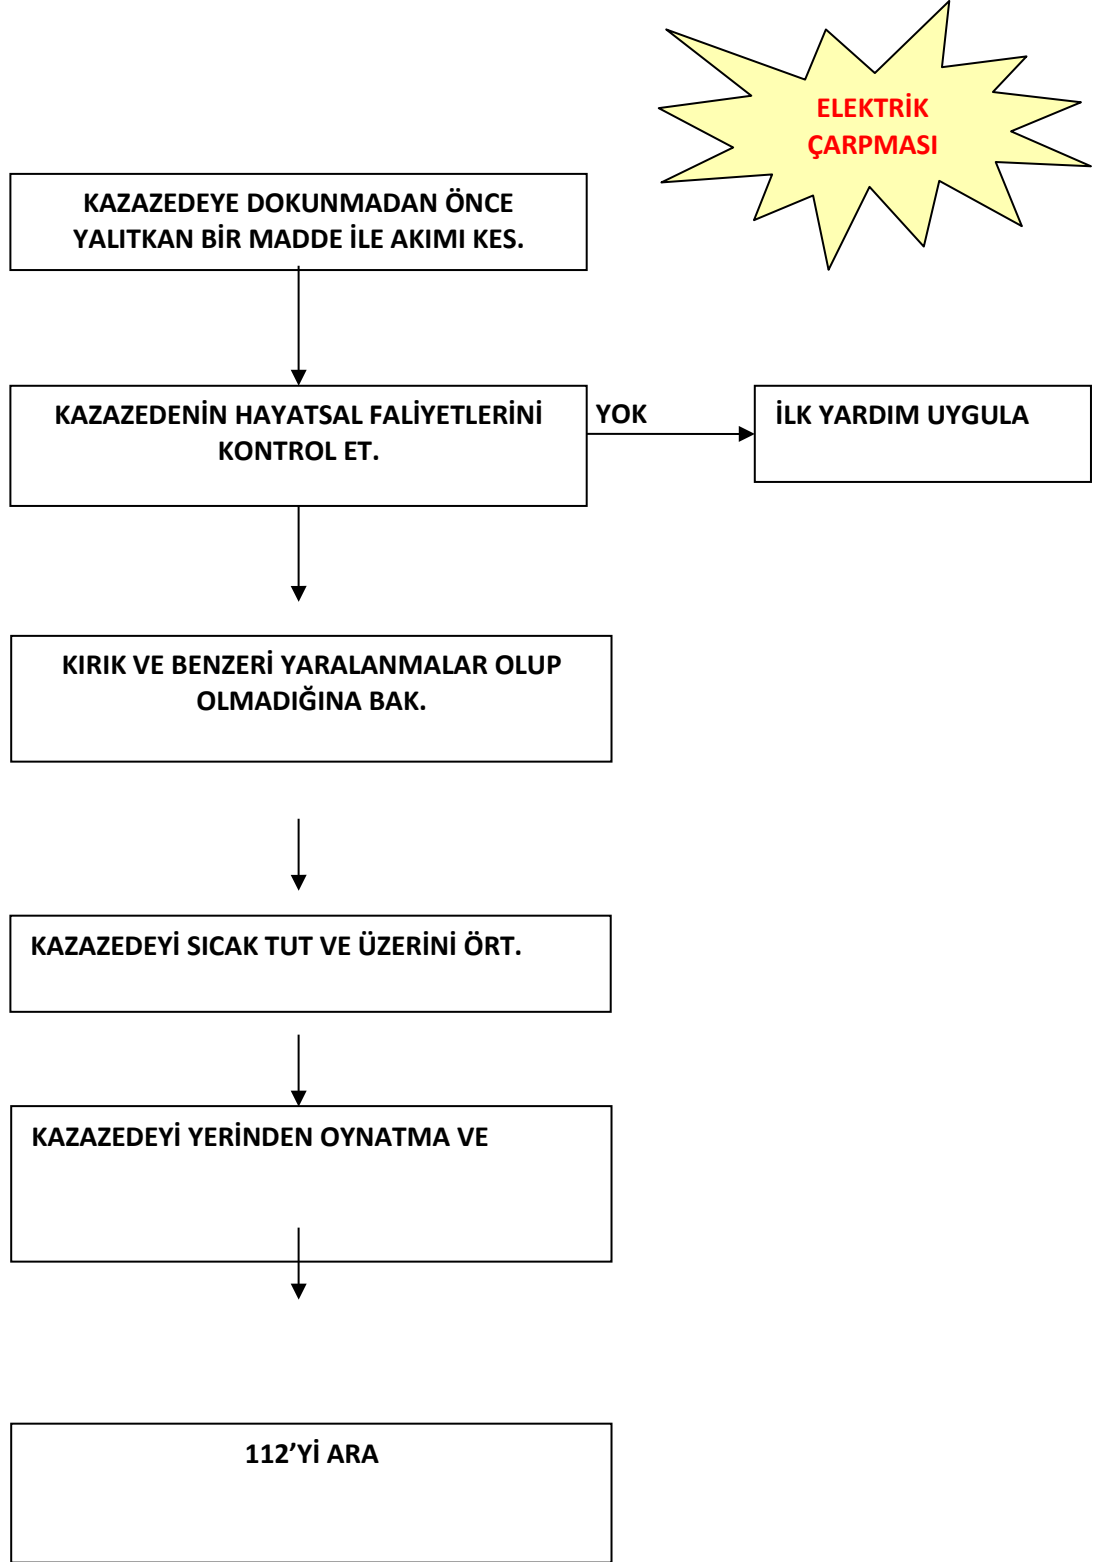 ELEKTRİK
ÇARPMASI
KAZAZEDEYE DOKUNMADAN ÖNCE
YALITKAN BİR MADDE İLE AKIMI KES.
KAZAZEDENİN HAYATSAL FALİYETLERİNİ
KONTROL ET.
YOK
İLK YARDIM UYGULA
KIRIK VE BENZERİ YARALANMALAR OLUP
OLMADIĞINA BAK.
KAZAZEDEYİ SICAK TUT VE ÜZERİNİ ÖRT.
KAZAZEDEYİ YERİNDEN OYNATMA VE
112’Yİ ARA